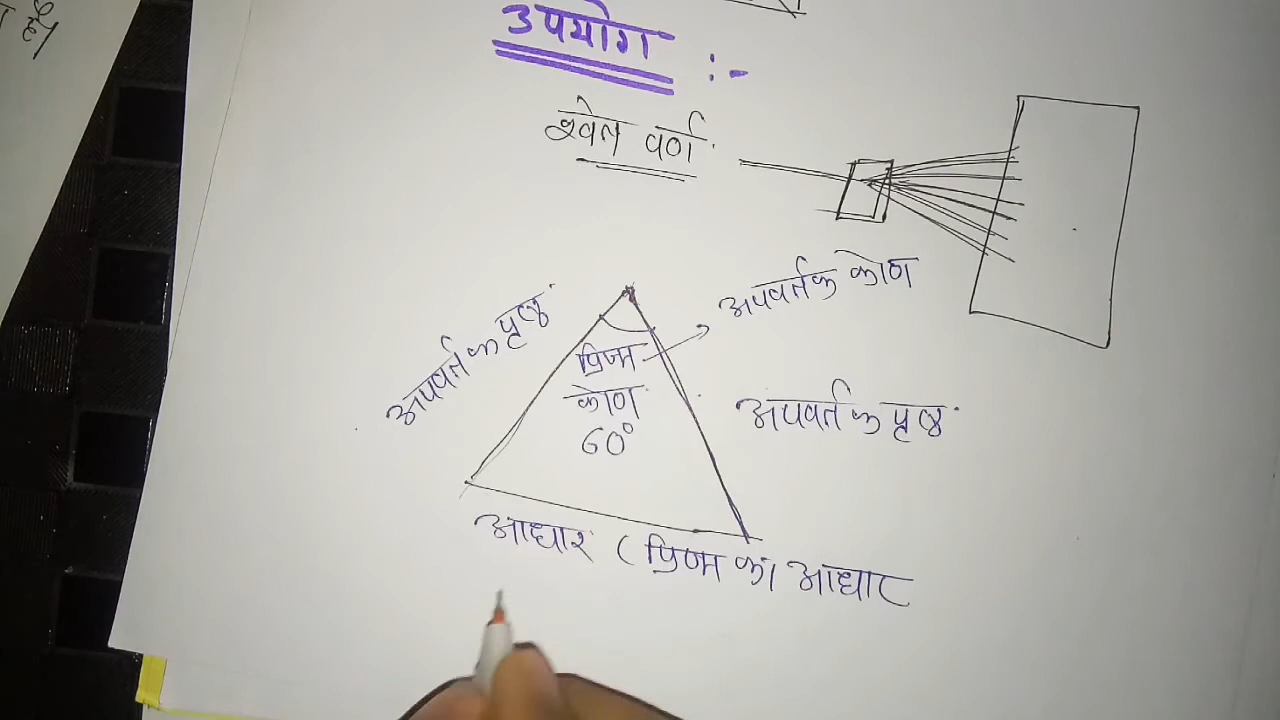 है।
उपयोग :-
श्वेत वर्ण
अपवर्तक कोण
अपवर्तक पृष्ठ
प्रिज्म
कोण
60°
अपवर्तक पृष्ठ
आधार ( प्रिज्म का आधार